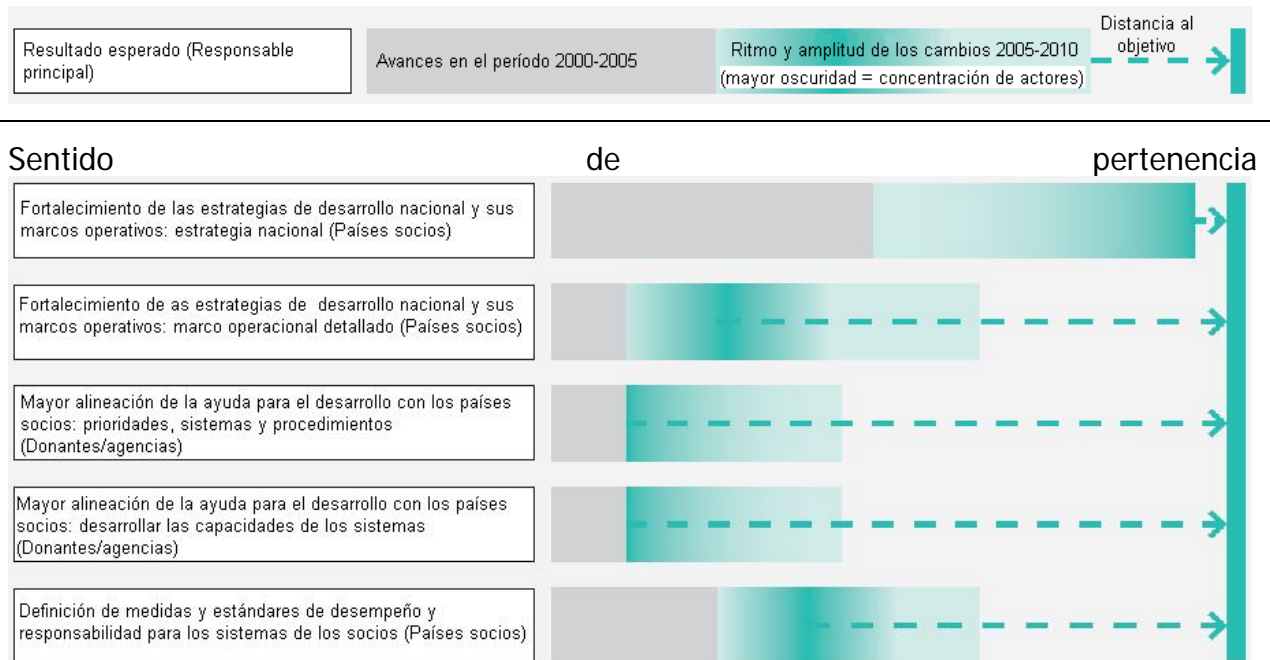 Resultado esperado (Responsable
principal)
Avances en el período 2000-2005
Ritmo y amplitud de los cambios 2005-2010
(mayor oscuridad = concentración de actores)
Distancia al
objetivo
Sentido de pertenencia
Fortalecimiento de las estrategias de desarrollo nacional y sus
marcos operativos: estrategia nacional (Países socios)
Fortalecimiento de as estrategias de desarrollo nacional y sus
marcos operativos: marco operacional detallado (Países socios)
Mayor alineación de la ayuda para el desarrollo con los países
socios: prioridades, sistemas y procedimientos
(Donantes/agencias)
Mayor alineación de la ayuda para el desarrollo con los países
socios: desarrollar las capacidades de los sistemas
(Donantes/agencias)
Definición de medidas y estándares de desempeño y
responsabilidad para los sistemas de los socios (Países socios)